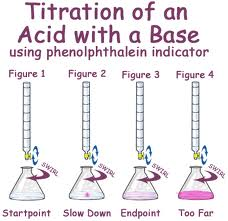 Titration of an
Acid with a Base
using phenolphthalein indicator
Figure 1 Figure 2 Figure 3 Figure 4
SWIRL SWIRL SWIRL SWIRL
Startpoint Slow Down Endpoint Too Far